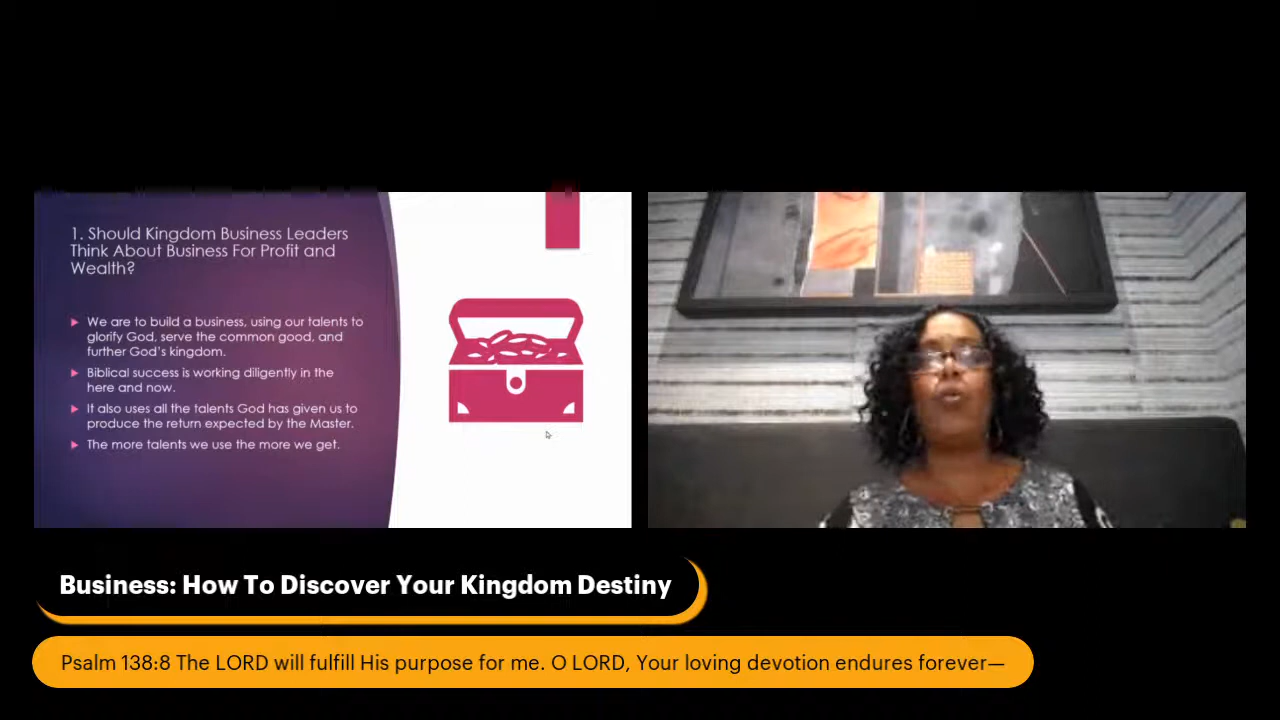 1. Should Kingdom Business Leaders
Think About Business For Profit and
Wealth?
We are to build a business, using our talents to
glorify God, serve the common good, and
further God's kingdom.
Biblical success is working diligently in the
here and now.
It also uses all the talents God has given us to
produce the return expected by the Master.
The more talents we use the more we get.
Business: How To Discover Your Kingdom Destiny
Psalm 138:8 The LORD will fulfill His purpose for me. O LORD, Your loving devotion endures forever—